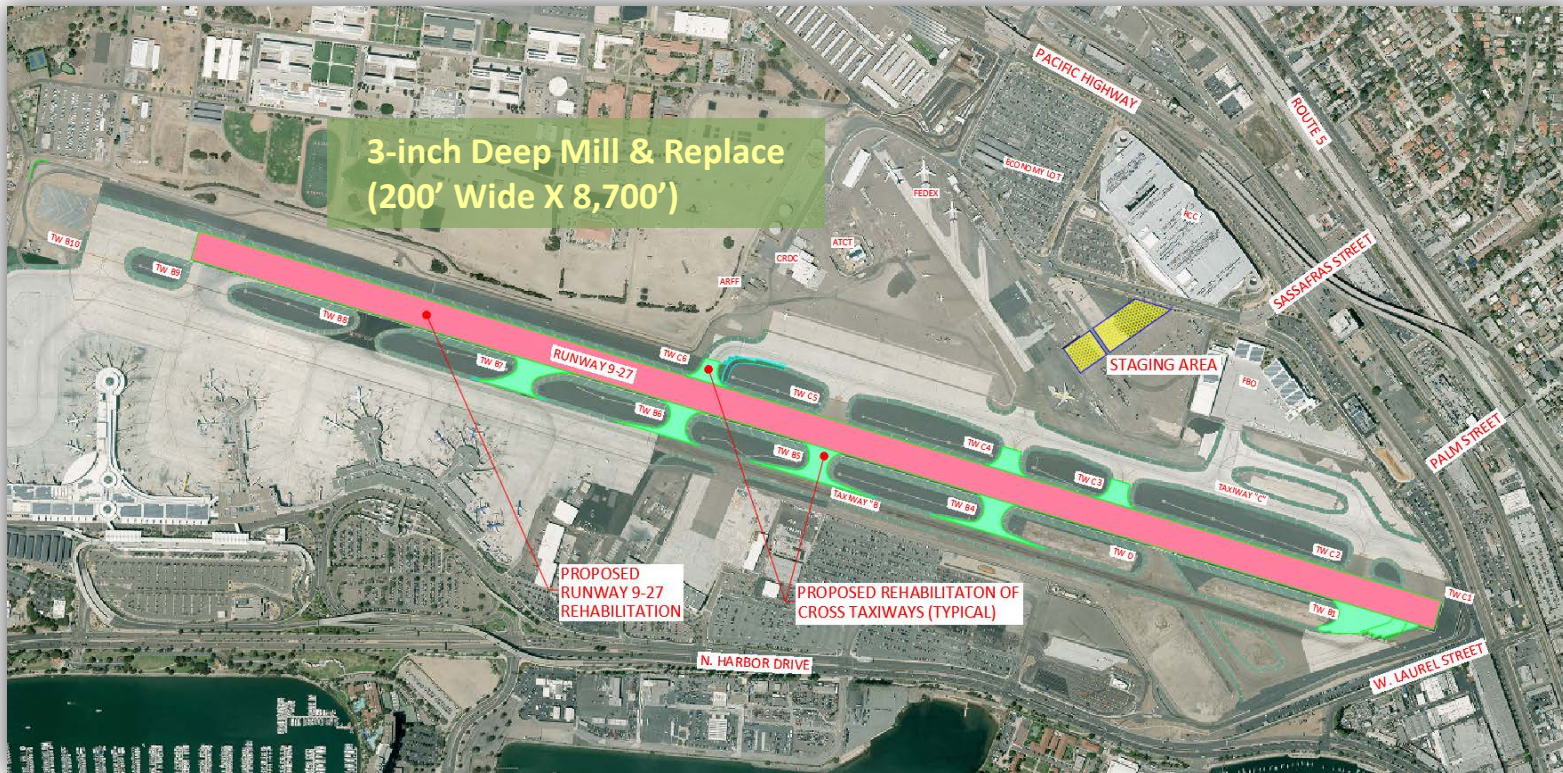 3-inch Deep Mill & Replace
(200’ Wide X 8,700’)
PACIFIC HIGHWAY
ROUTE 5
ECONOMY LOT
FEDEX
RCC
SASSAFRAS STREET
ATCT
CRDC
ARFF
TW B10
TW B9
TW B8
TW B7
RUNWAY 9-27
TW C6
TW C5
STAGING AREA
FBO
TW B6
TW B5
TW C4
TW C3
TAXIWAY "C"
PALM STREET
TAXIWAY "B
TW B4
TW D
TW C2
TW B1
TW C1
PROPOSED
RUNWAY 9-27
REHABILITATION
PROPOSED REHABILITATON OF
CROSS TAXIWAYS (TYPICAL)
N. HARBOR DRIVE
W. LAUREL STREET